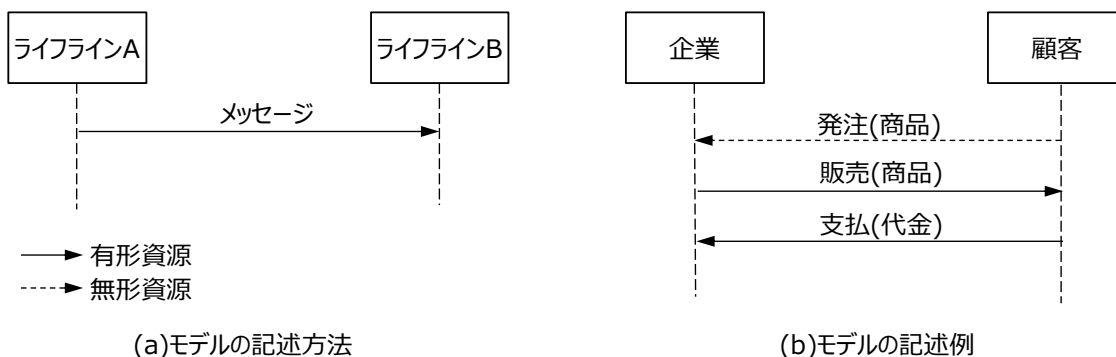 ライフラインA
ライフラインB
メッセージ
有形資源
無形資源
(a)モデルの記述方法
企業
顧客
発注(商品)
販売(商品)
支払(代金)
(b)モデルの記述例